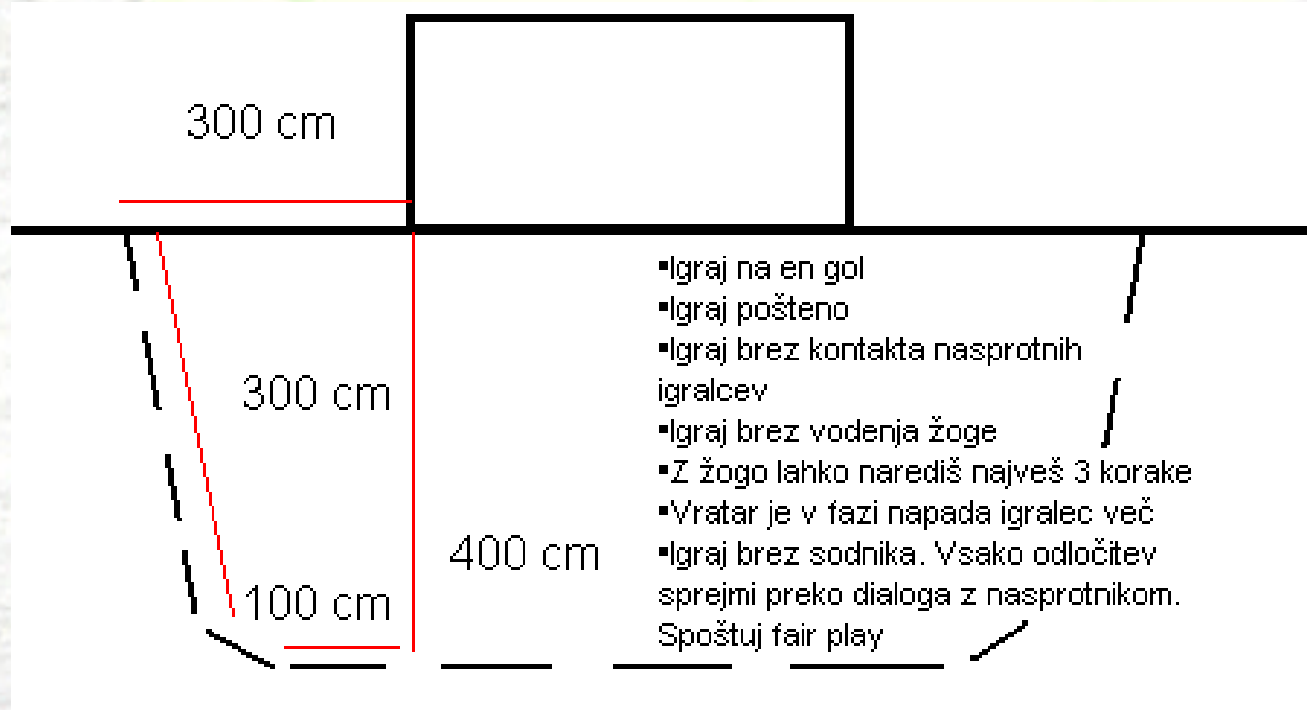 300 cm
▪Igraj na en gol
▪Igraj pošteno
▪Igraj brez kontakta nasprotnih
igralcev
300 cm
▪Igraj brez vodenja žoge
▪Z žogo lahko narediš najveš 3 korake
▪Vratar je v fazi napada igralec več
400 cm
▪Igraj brez sodnika. Vsako odločitev
sprejmi preko dialoga z nasprotnikom.
100 cm
Spoštuj fair play